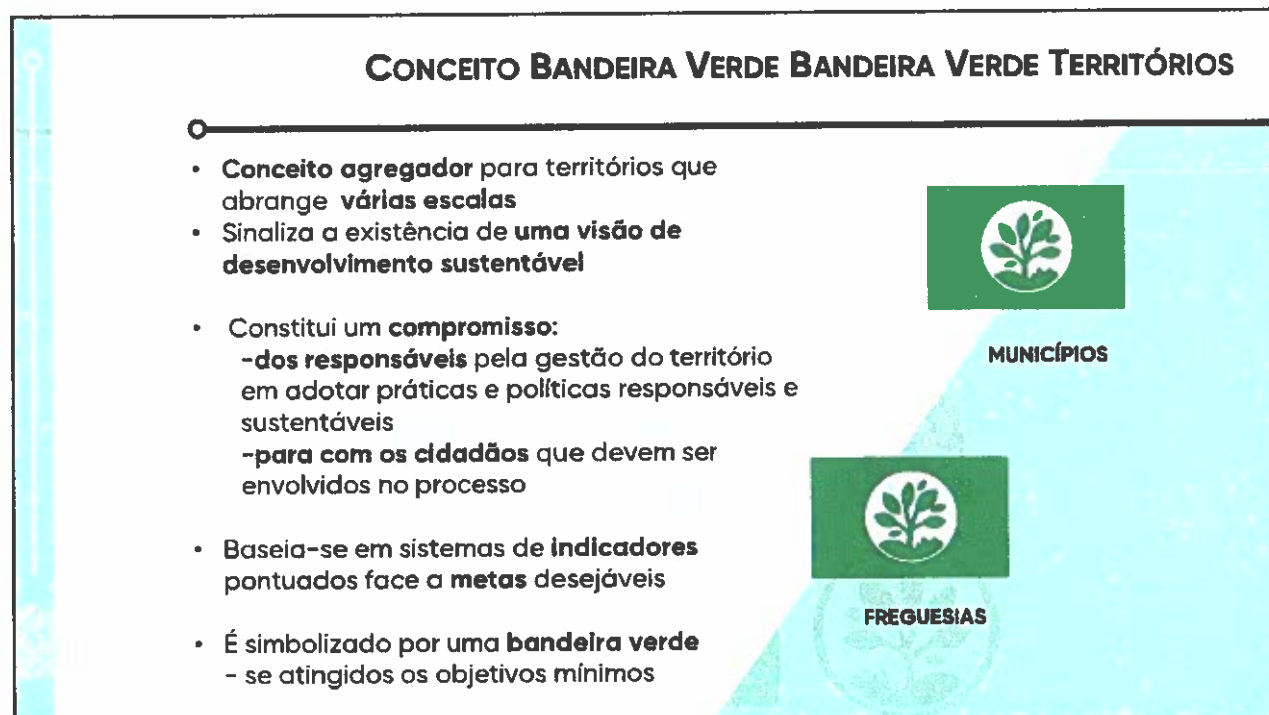 CONCEITO BANDEIRA VERDE BANDEIRA VERDE TERRITÓRIOS
• Conceito agregador para territórios que
abrange várias escalas
• Sinaliza a existência de uma visão de
desenvolvimento sustentável
• Constitui um compromisso:
-dos responsáveis pela gestão do território
em adotar práticas e políticas responsáveis e
sustentáveis
-para com os cidadãos que devem ser
envolvidos no processo
• Baseia-se em sistemas de indicadores
pontuados face a metas desejáveis
• É simbolizado por uma bandeira verde
- se atingidos os objetivos mínimos
MUNICÍPIOS
FREGUESIAS